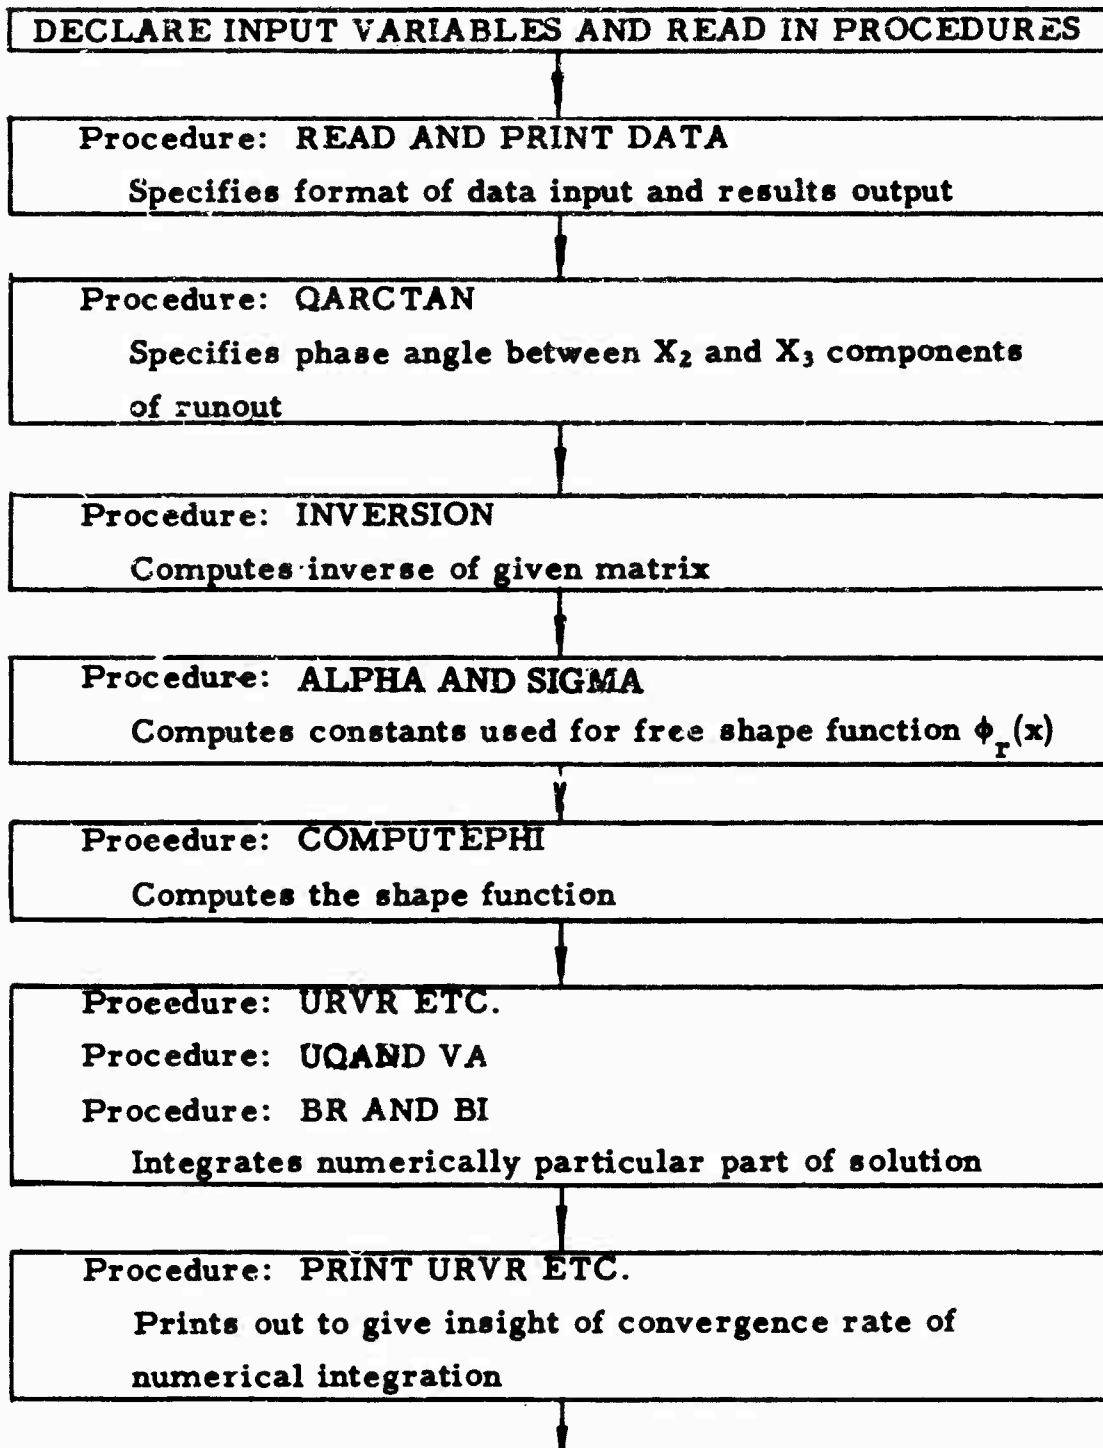 DECLARE INPUT VARIABLES AND READ IN PROCEDURES
Procedure: READ AND PRINT DATA
Specifies format of data input and results output
Procedure: QARCTAN
Specifies phase angle between X₂ and X₃ components
of runout
Procedure: INVERSION
Computes inverse of given matrix
Procedure: ALPHA AND SIGMA
Computes constants used for free shape function ϕᵣ(x)
Procedure: COMPUTEPHI
Computes the shape function
Procedure: URVR ETC.
Procedure: UQAND VA
Procedure: BR AND BI
Integrates numerically particular part of solution
Procedure: PRINT URVR ETC.
Prints out to give insight of convergence rate of
numerical integration